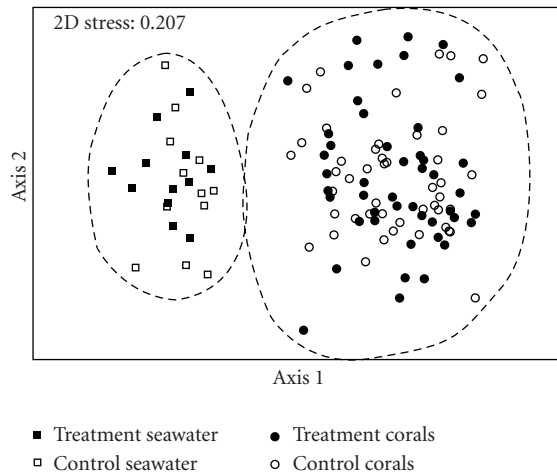 2D stress: 0.207
Axis 2
Axis 1
Treatment seawater
Control seawater
Treatment corals
Control corals